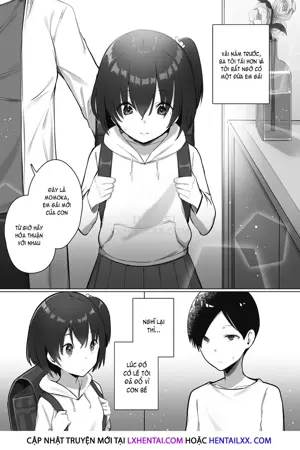 VÀI NĂM TRƯỚC,
BA TÔI TÁI HÔN
VÀ TÔI BẤT NGỜ CÓ
MỘT ĐỨA EM GÁI
ĐÂY LÀ
MOMOKA,
EM GÁI MỚI
CỦA CON
TỪ GIỜ HÃY
HÒA THUẬN
VỚI NHAU
NGHĨ LẠI
THÌ...
LÚC ĐÓ
CÓ LẼ TÔI
ĐÃ ĐỔ VÌ
CON BÉ
CẬP NHẬT TRUYỆN MỚI TẠI LXHENTAI.COM HOẶC HENTAILXX.COM